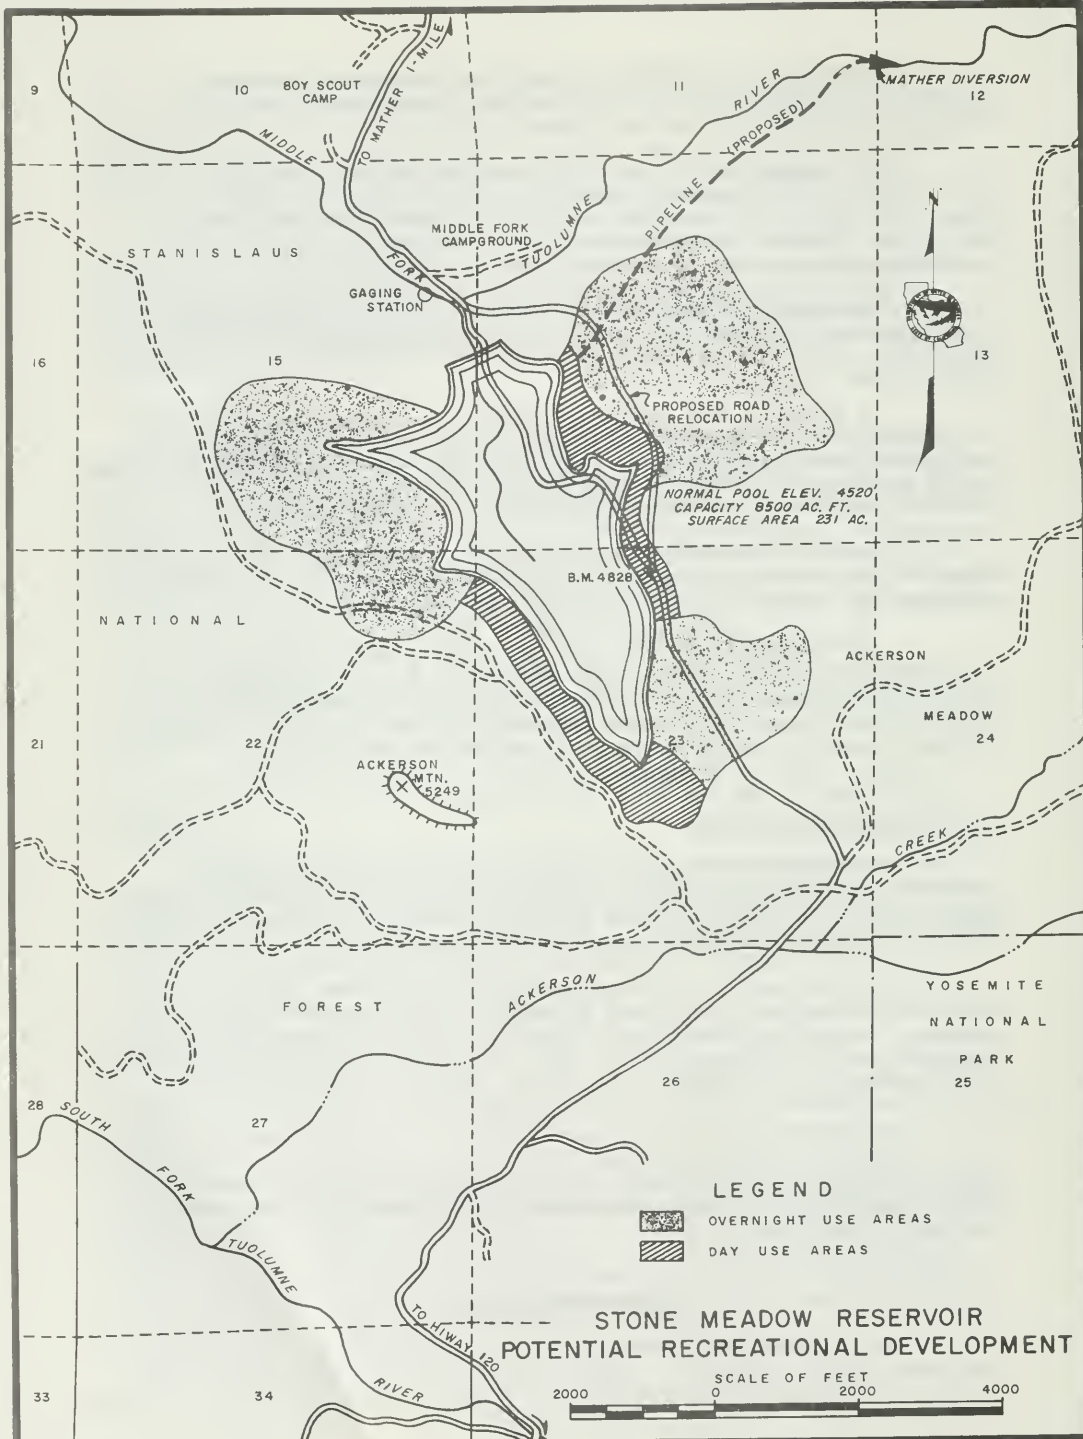 9
10
BOY SCOUT
CAMP
TO MATHER 1-MILE
11
RIVER
MATHER DIVERSION
12
MIDDLE
PIPELINE (PROPOSED)
TUOLUMNE
MIDDLE FORK
CAMPGROUND
FORK
STANISLAUS
GAGING
STATION
N
16
15
14
13
PROPOSED ROAD
RELOCATION
NORMAL POOL ELEV. 4520'
CAPACITY 8500 AC. FT.
SURFACE AREA 231 AC.
B.M. 4628
NATIONAL
ACKERSON
MEADOW
24
21
22
23
ACKERSON
MTN.
5249
CREEK
ACKERSON
FOREST
YOSEMITE
NATIONAL
PARK
25
26
27
28
SOUTH
FORK
TUOLUMNE
RIVER
TO HIWAY 120
33
34
LEGEND
OVERNIGHT USE AREAS
DAY USE AREAS
STONE MEADOW RESERVOIR
POTENTIAL RECREATIONAL DEVELOPMENT
SCALE OF FEET
2000 0 2000 4000